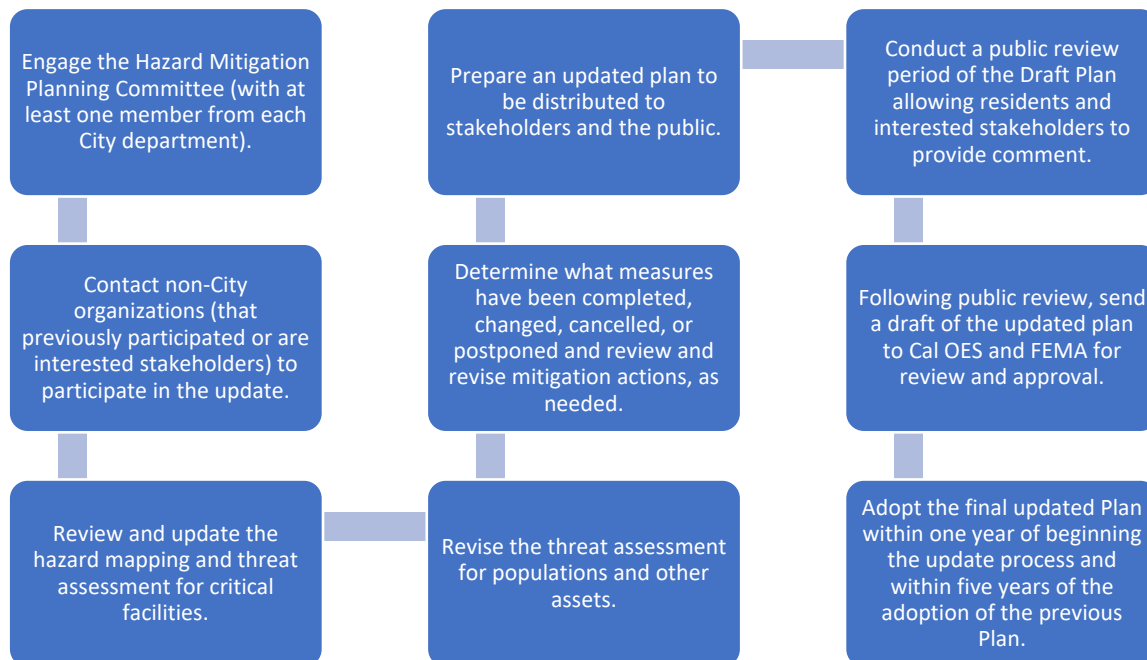 Engage the Hazard Mitigation
Planning Committee (with at
least one member from each
City department).
Contact non-City
organizations (that
previously participated or are
interested stakeholders) to
participate in the update.
Review and update the
hazard mapping and threat
assessment for critical
facilities.
Revise the threat assessment
for populations and other
assets.
Determine what measures
have been completed,
changed, cancelled, or
postponed and review and
revise mitigation actions, as
needed.
Prepare an updated plan to
be distributed to
stakeholders and the public.
Conduct a public review
period of the Draft Plan
allowing residents and
interested stakeholders to
provide comment.
Following public review, send
a draft of the updated plan
to Cal OES and FEMA for
review and approval.
Adopt the final updated Plan
within one year of beginning
the update process and
within five years of the
adoption of the previous
Plan.